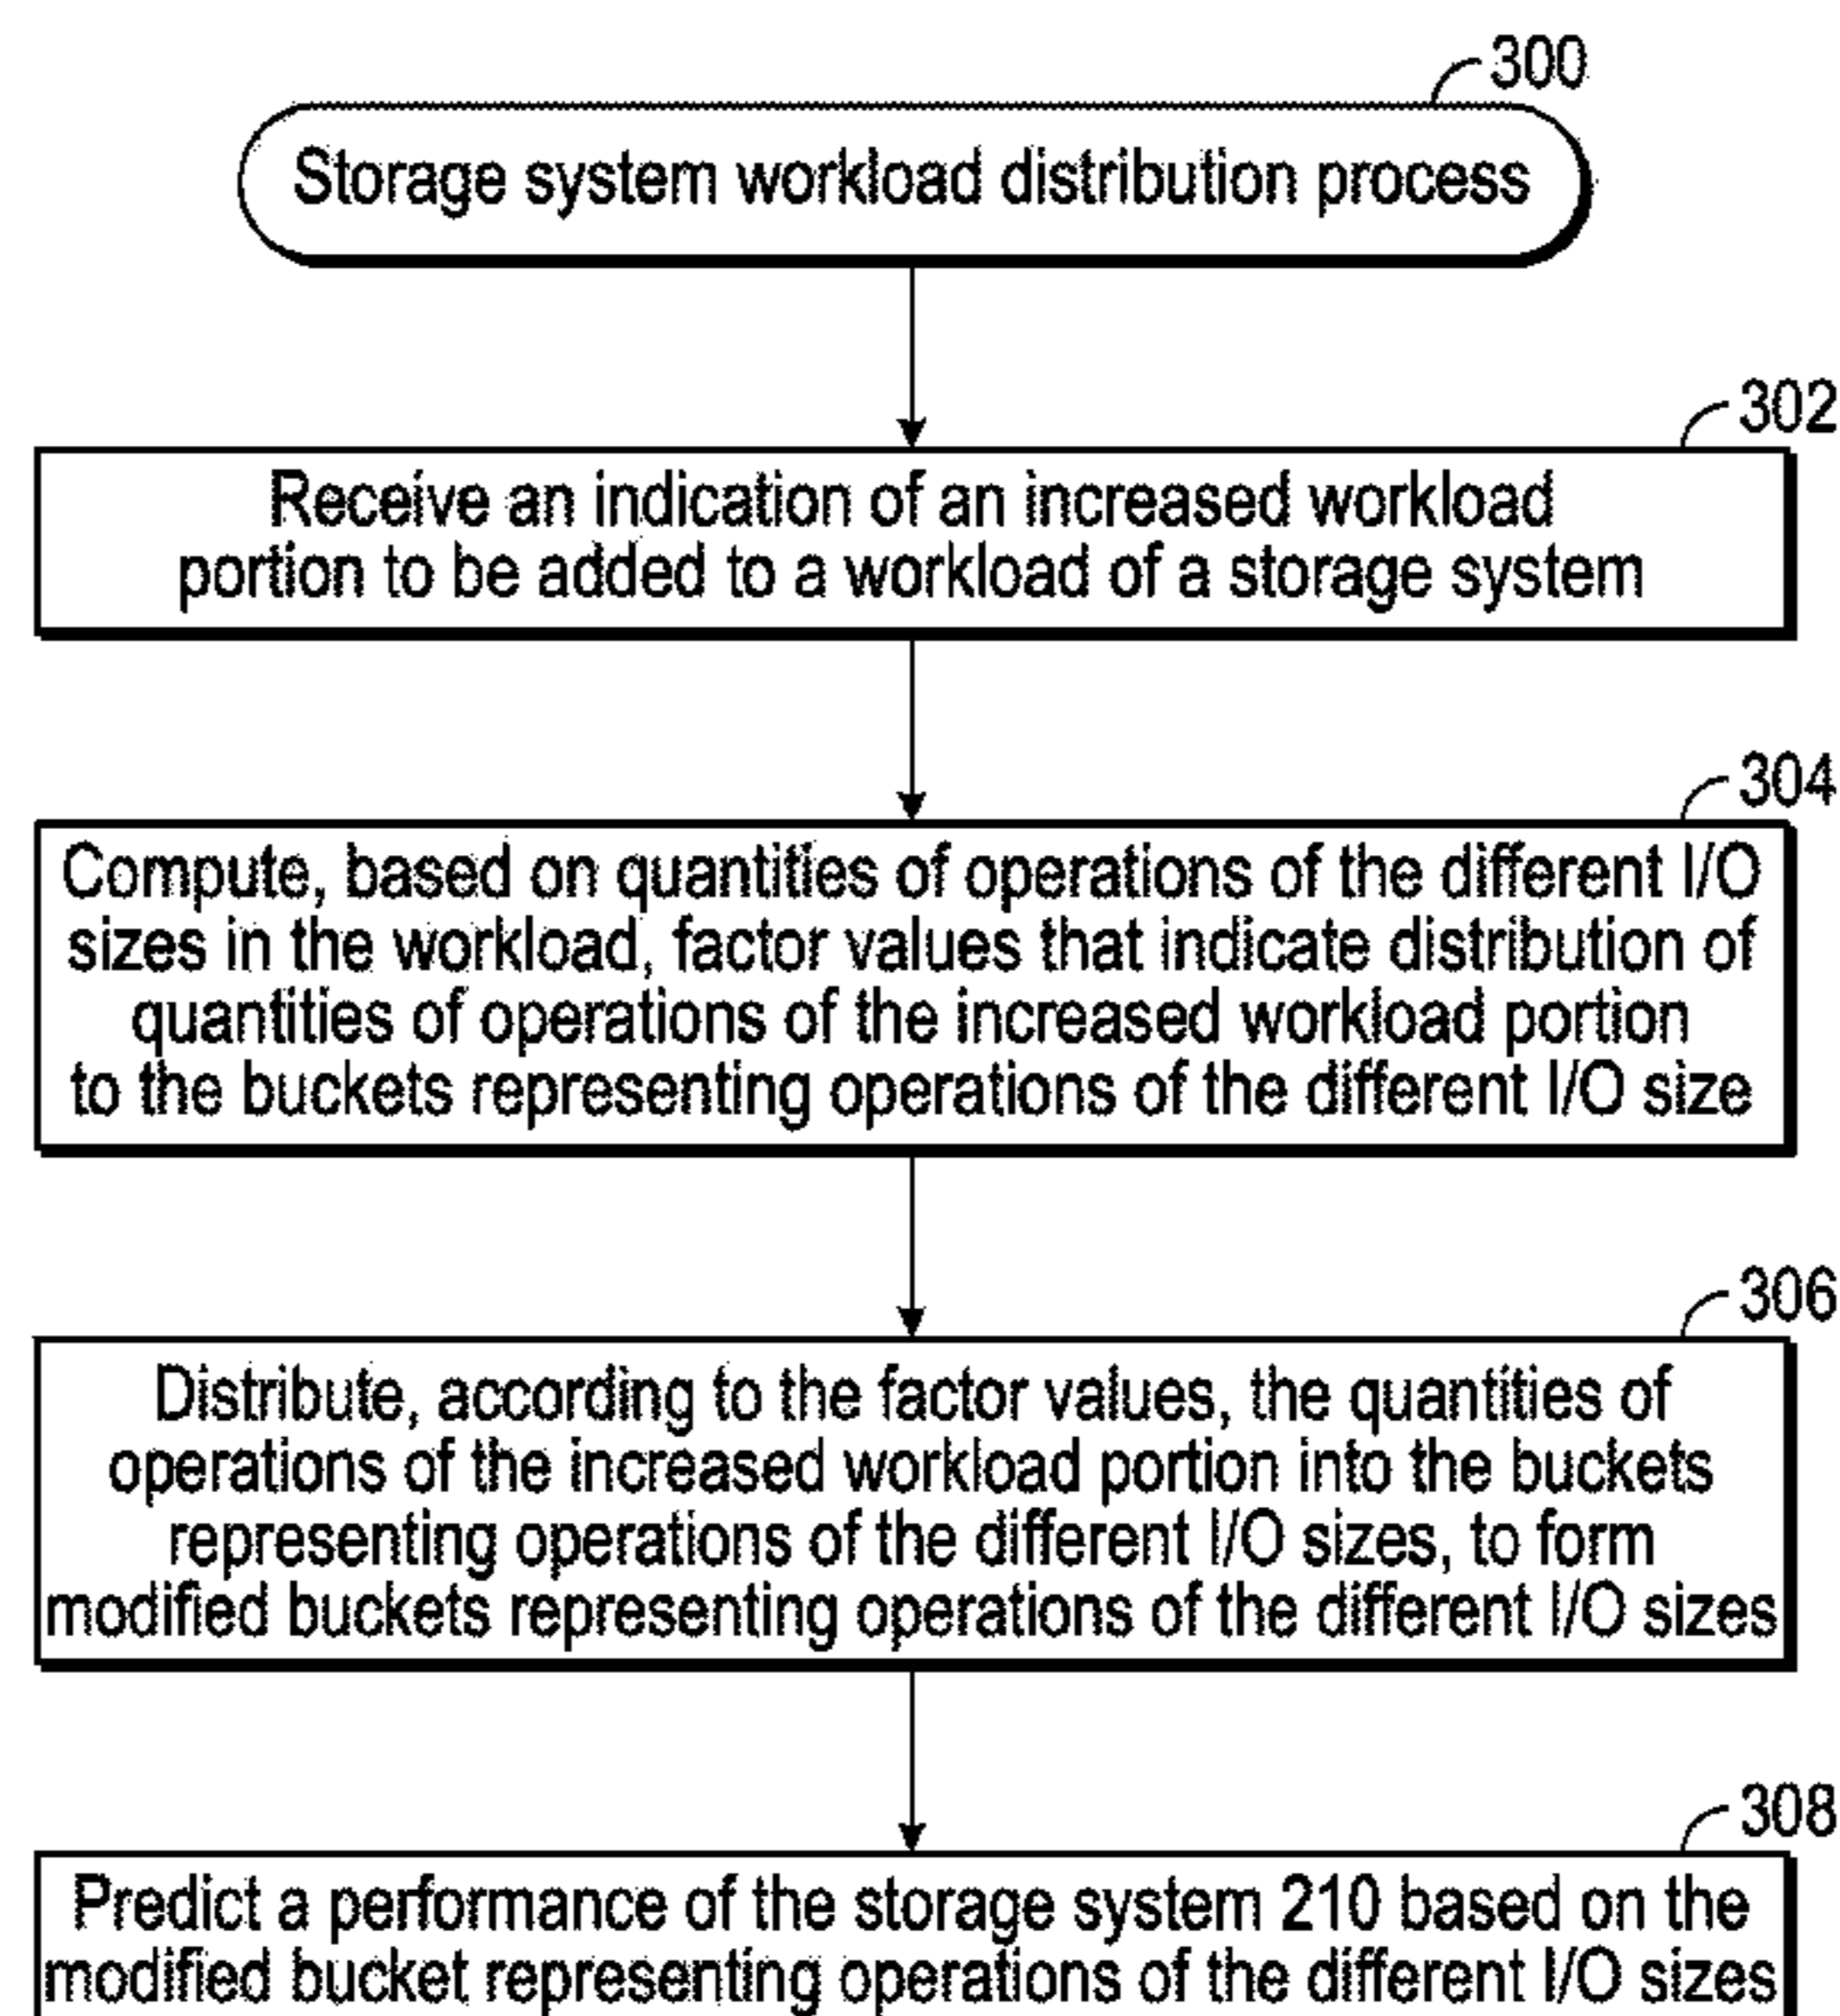 300
Storage system workload distribution process
302
Receive an indication of an increased workload
portion to be added to a workload of a storage system
304
Compute, based on quantities of operations of the different I/O
sizes in the workload, factor values that indicate distribution of
quantities of operations of the increased workload portion
to the buckets representing operations of the different I/O size
306
Distribute, according to the factor values, the quantities of
operations of the increased workload portion into the buckets
representing operations of the different I/O sizes, to form
modified buckets representing operations of the different I/O sizes
308
Predict a performance of the storage system 210 based on the
modified bucket representing operations of the different I/O sizes